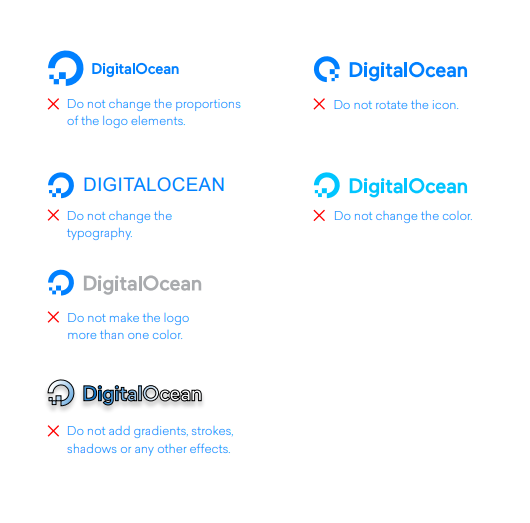 DigitalOcean
Do not change the proportions
of the logo elements.
DigitalOcean
Do not rotate the icon.
DIGITALOCEAN
Do not change the
typography.
DigitalOcean
Do not change the color.
DigitalOcean
Do not make the logo
more than one color.
DigitalOcean
Do not add gradients, strokes,
shadows or any other effects.